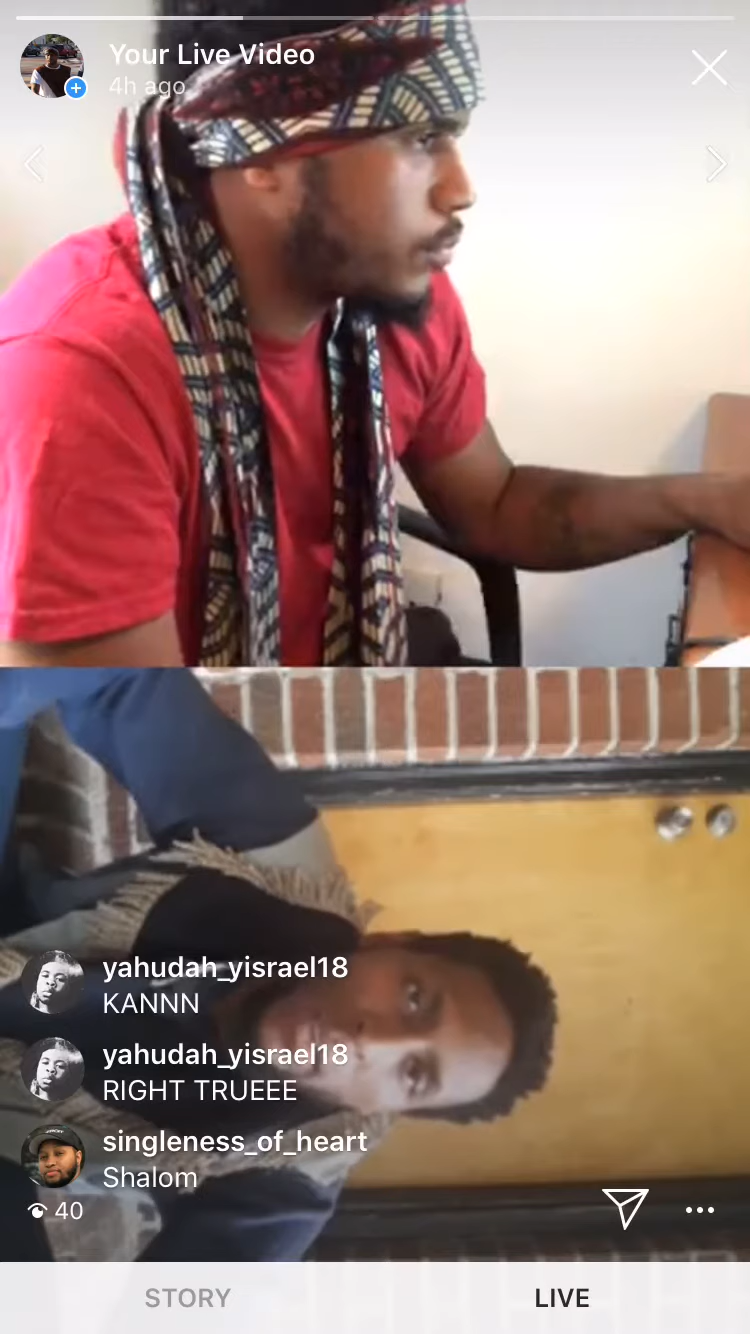 Your Live Video
4h ago
yahudah_yisrael18
KANNN
yahudah_yisrael18
RIGHT TRUEEE
singleness_of_heart
Shalom
40
STORY
LIVE